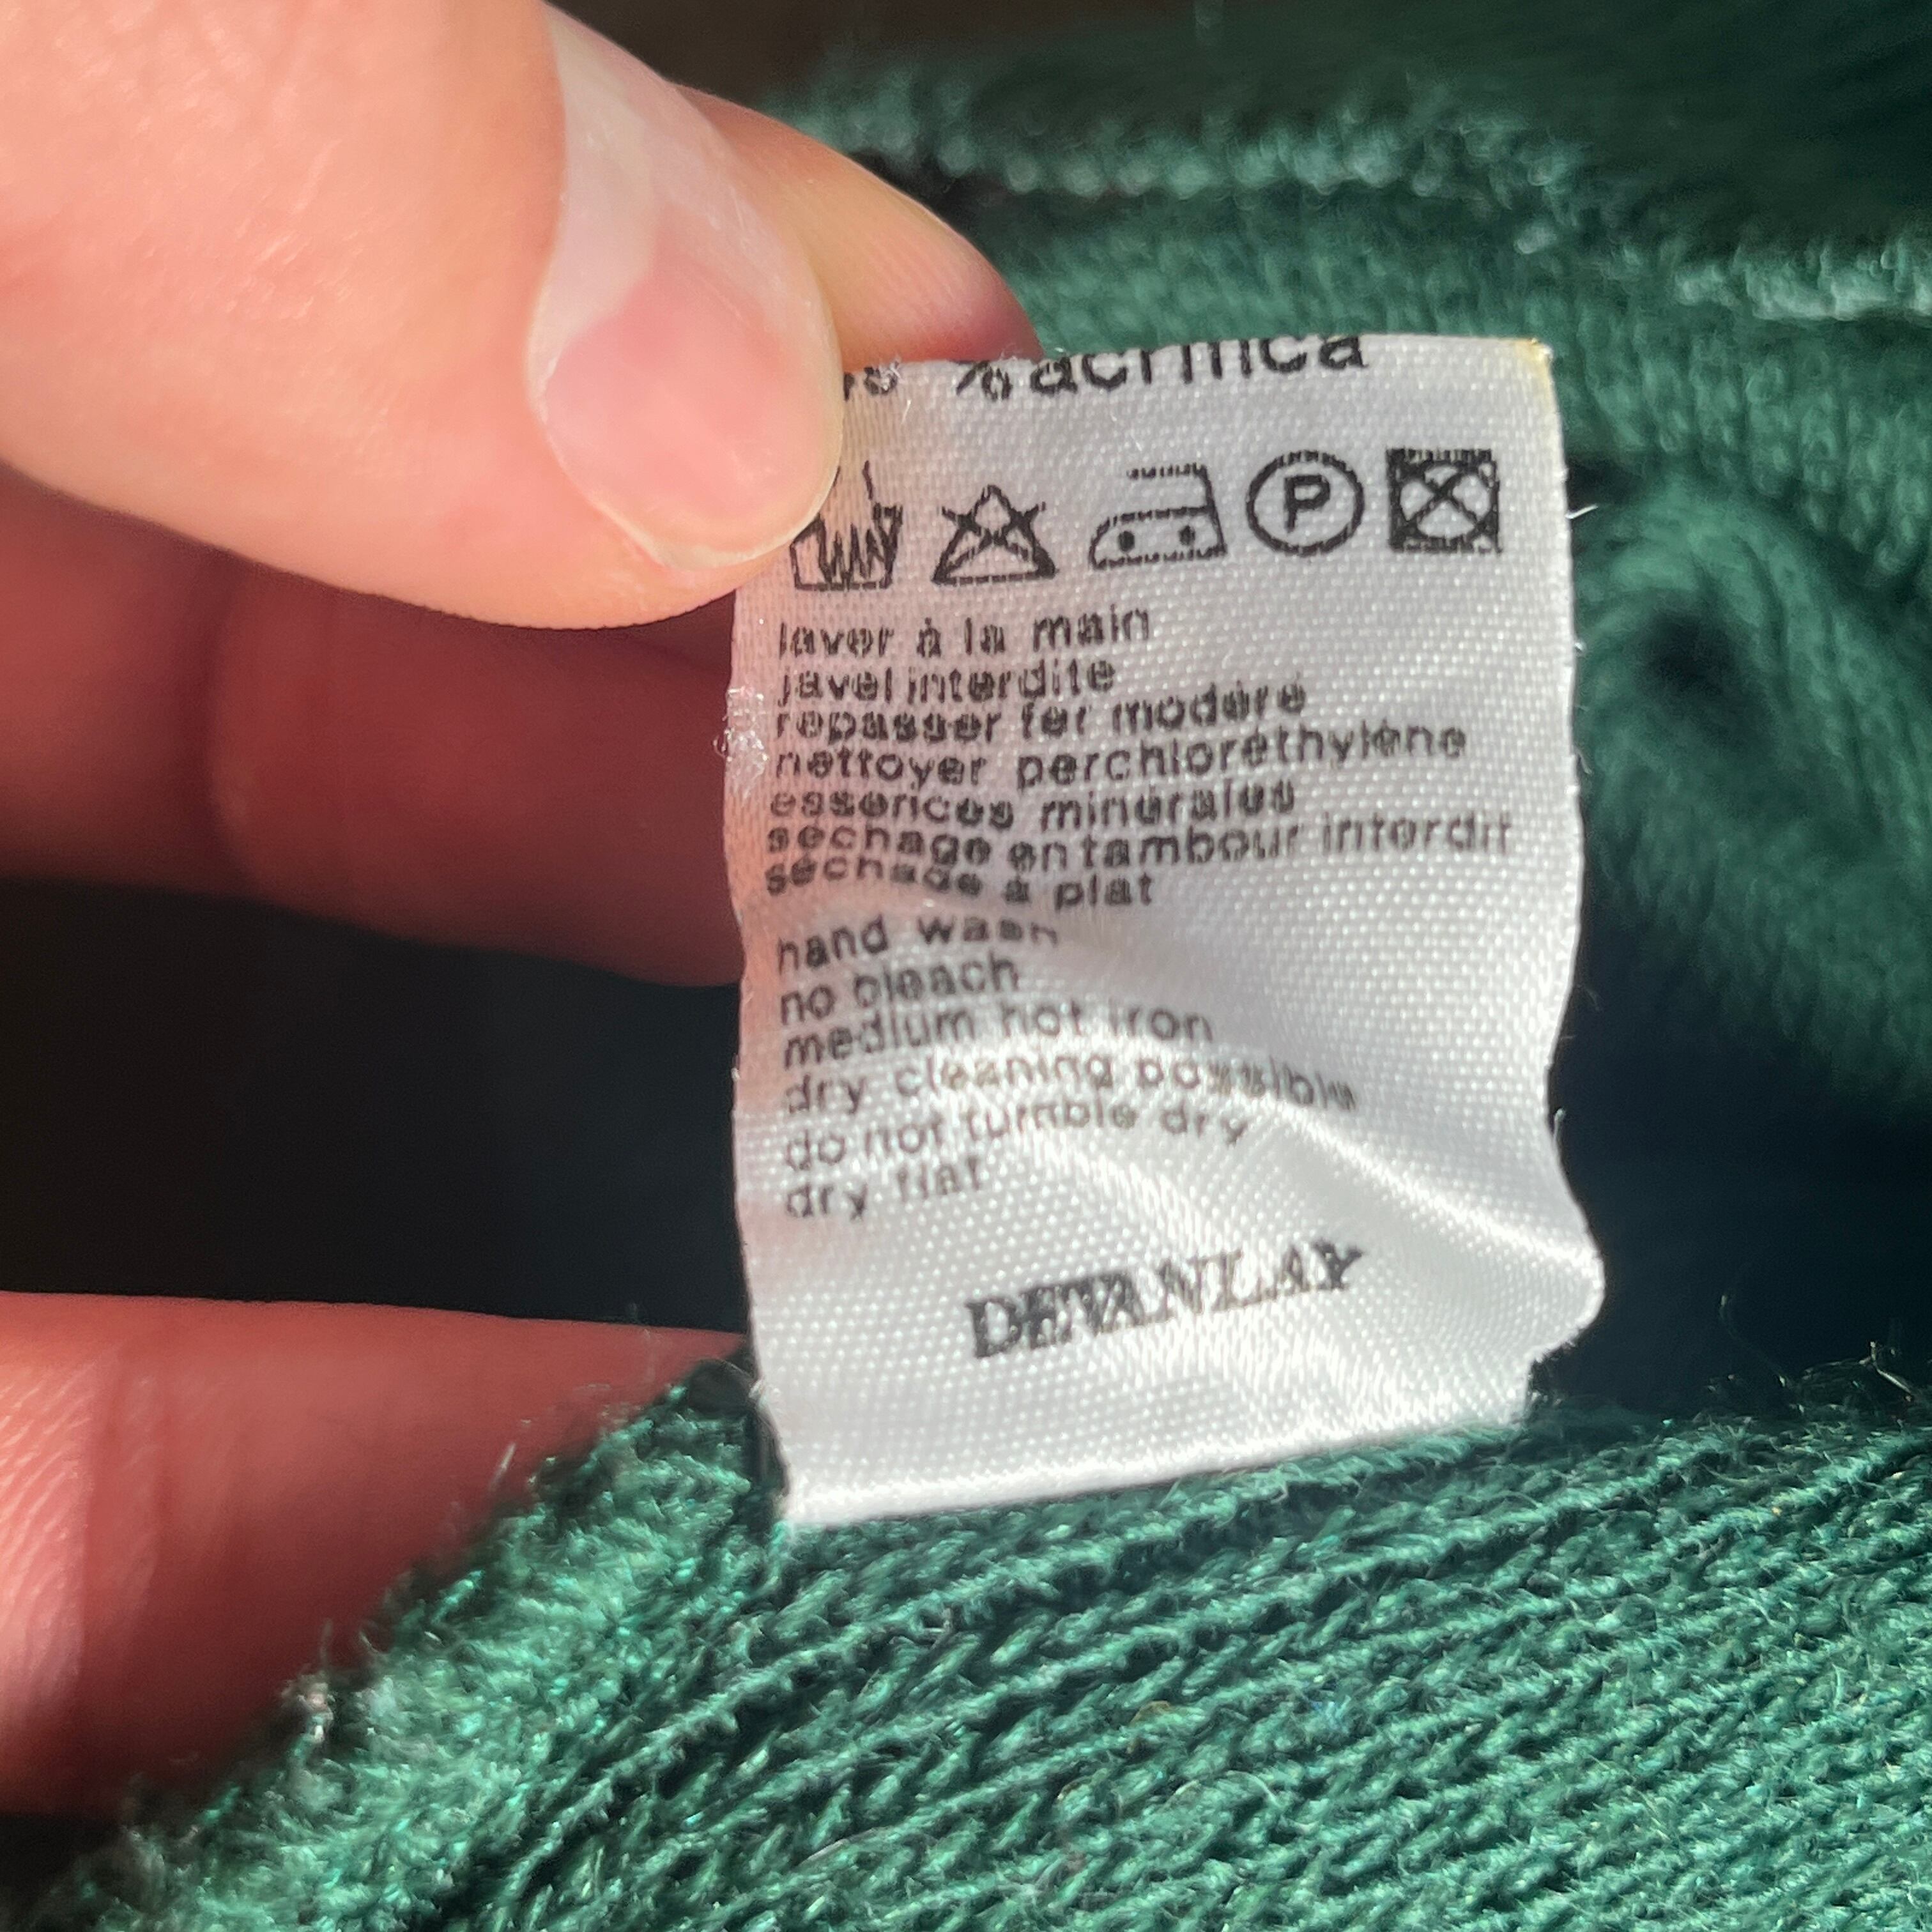 % acrilica
P
laver à la main
javel interdite
repasser fer modéré
nettoyer perchloréthylène
essences minérales
séchage en tambour interdit
séchage à plat
hand wash
no bleach
medium hot iron
dry cleaning possible
do not tumble dry
dry flat
DEVANLAY